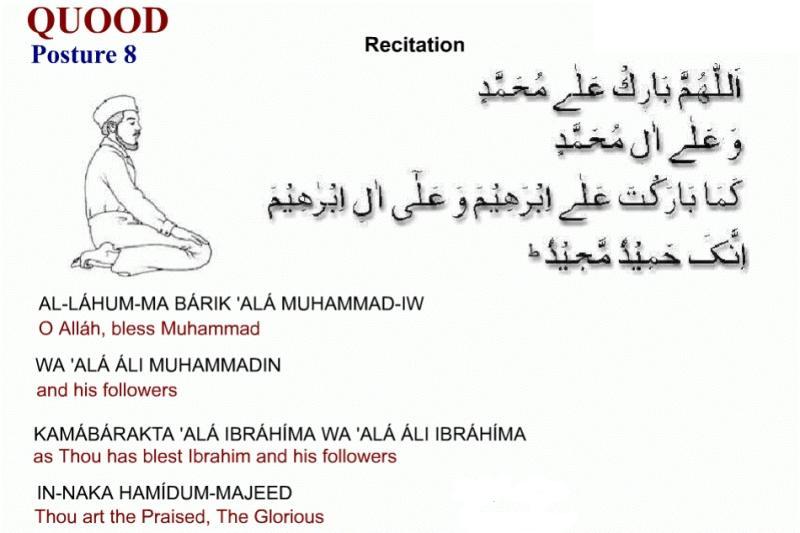 QUOOD
Posture 8
Recitation
اَللّٰهُمَّ بَارِكْ عَلٰے مُحَمَّدٍ
وَ عَلٰے اٰلِ مُحَمَّدٍ
كَمَا بَارَكْتَ عَلٰے اِبْرٰهِيْمَ وَ عَلٰٓى اٰلِ اِبْرٰهِيْمَ
اِنَّکَ حَمِيْدٌ مَّجِيْدٌ ؕ
AL-LÁHUM-MA BÁRIK 'ALÁ MUHAMMAD-IW
O Alláh, bless Muhammad
WA 'ALÁ ÁLI MUHAMMADIN
and his followers
KAMÁBÁRAKTA 'ALÁ IBRÁHÍMA WA 'ALÁ ÁLI IBRÁHÍMA
as Thou has blest Ibrahim and his followers
IN-NAKA HAMÍDUM-MAJEED
Thou art the Praised, The Glorious